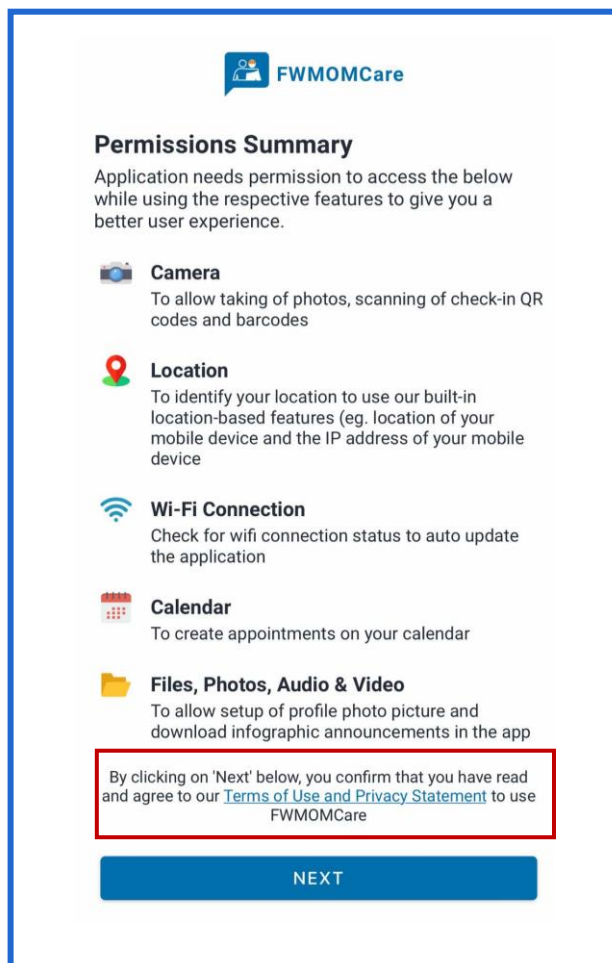 FWMOMCare
Permissions Summary
Application needs permission to access the below
while using the respective features to give you a
better user experience.
Camera
To allow taking of photos, scanning of check-in QR
codes and barcodes
Location
To identify your location to use our built-in
location-based features (eg. location of your
mobile device and the IP address of your mobile
device
Wi-Fi Connection
Check for wifi connection status to auto update
the application
Calendar
To create appointments on your calendar
Files, Photos, Audio & Video
To allow setup of profile photo picture and
download infographic announcements in the app
By clicking on 'Next' below, you confirm that you have read
and agree to our Terms of Use and Privacy Statement to use
FWMOMCare
NEXT